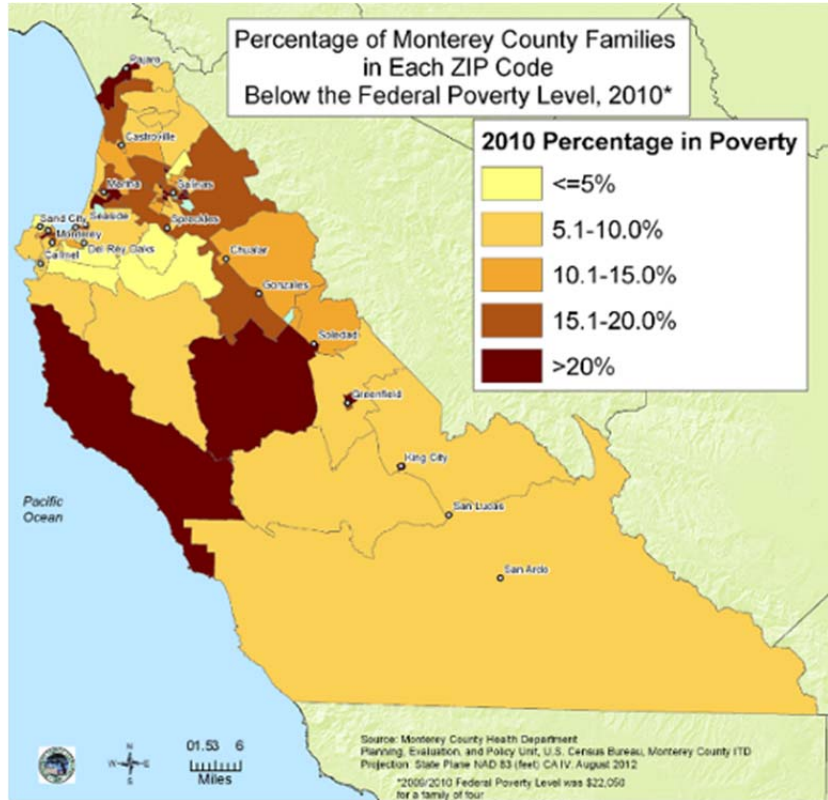 Percentage of Monterey County Families
in Each ZIP Code
Below the Federal Poverty Level, 2010*
2010 Percentage in Poverty
<=5%
5.1-10.0%
10.1-15.0%
15.1-20.0%
>20%
Pajaro
Castroville
Marina
Salinas
Sand City
Seaside
Spreckles
Monterey
Del Rey Oaks
Carmel
Chualar
Gonzales
Soledad
Greenfield
King City
San Lucas
San Ardo
Pacific
Ocean
N
W
E
S
01.53 6
Miles
Source: Monterey County Health Department
Planning, Evaluation, and Policy Unit, U.S. Census Bureau, Monterey County ITD
Projection: State Plane NAD 83 (feet) CA IV. August 2012
*2009/2010 Federal Poverty Level was $22,050
for a family of four